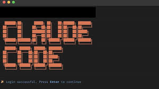 CLAUDE
CODE
Login successful. Press Enter to continue